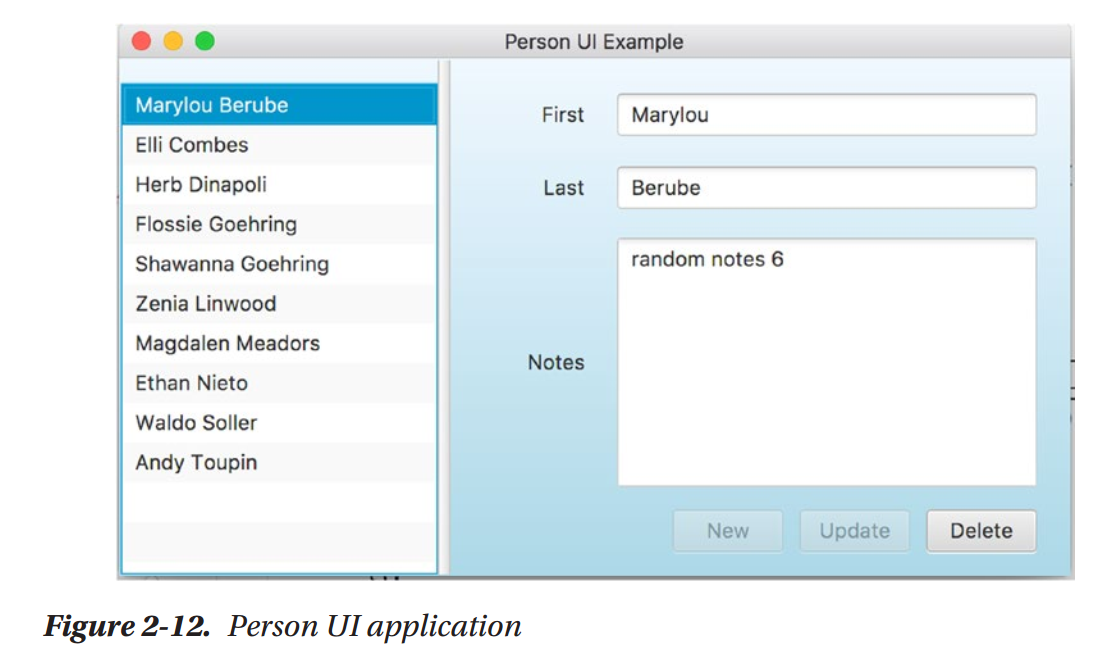 Person UI Example
Marylou Berube
Elli Combes
Herb Dinapoli
Flossie Goehring
Shawanna Goehring
Zenia Linwood
Magdalen Meadors
Ethan Nieto
Waldo Soller
Andy Toupin
First
Marylou
Last
Berube
Notes
random notes 6
New
Update
Delete
Figure 2-12. Person UI application